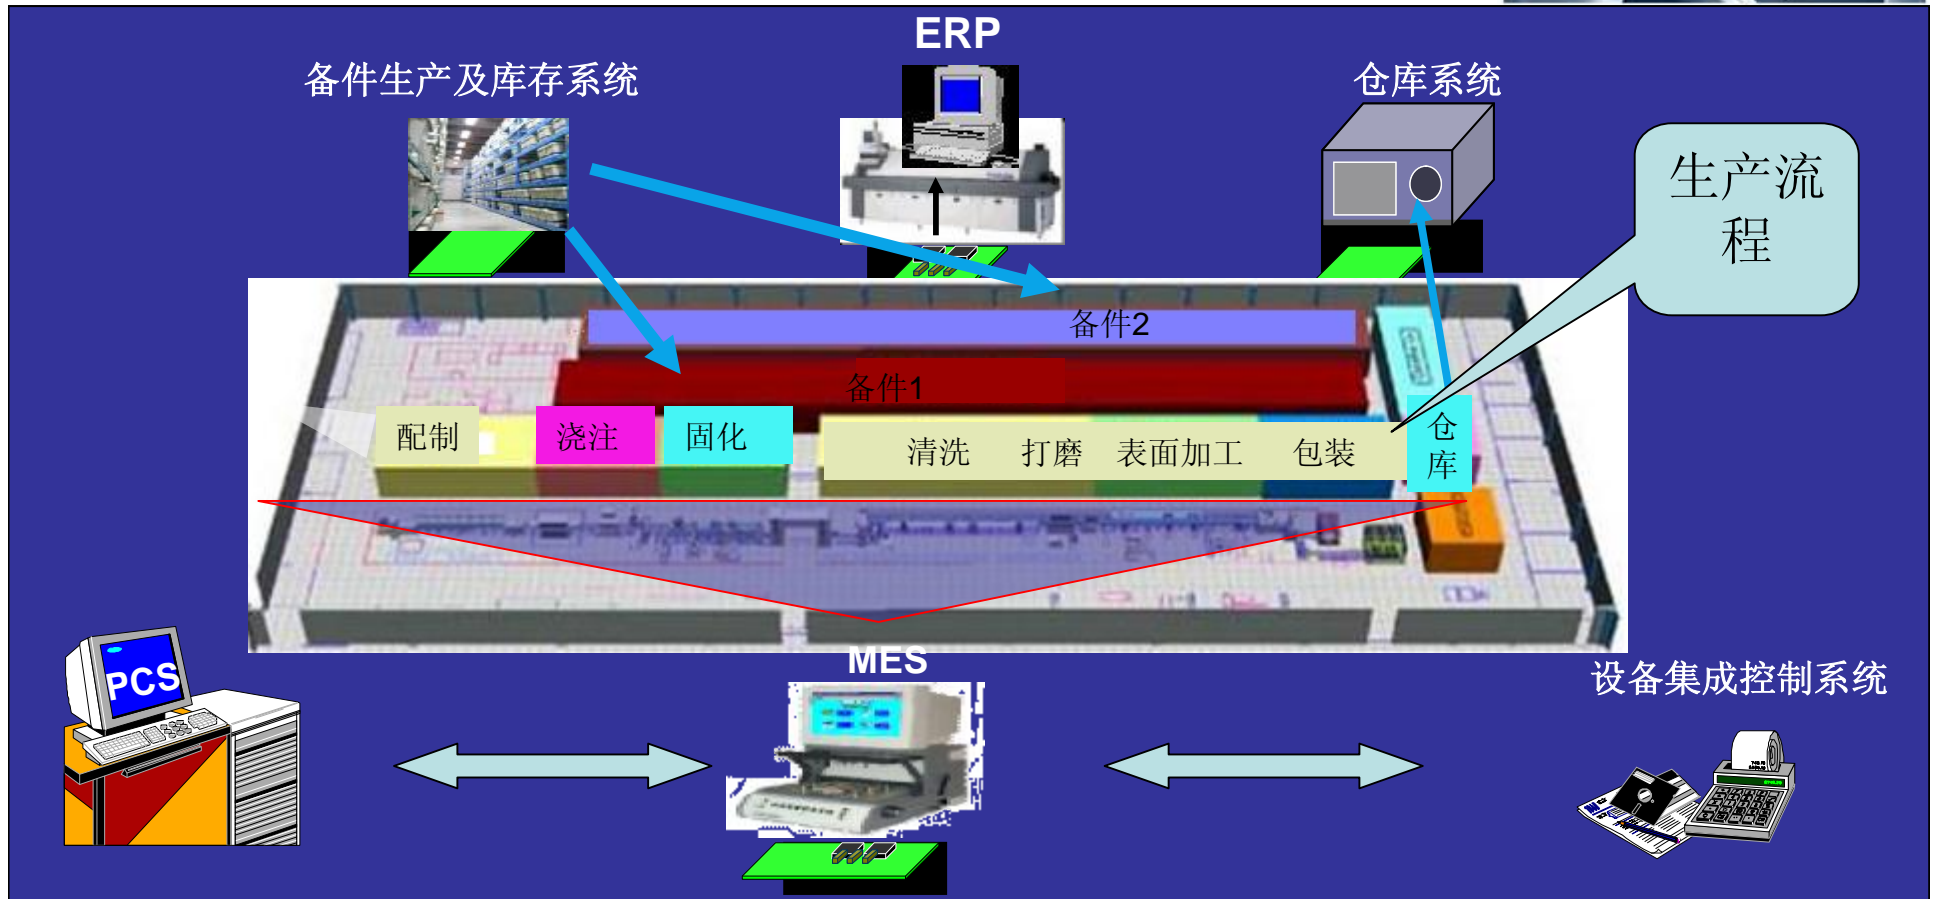 ERP
备件生产及库存系统
仓库系统
生产流
程
备件2
备件1
配制
浇注
固化
清洗
打磨
表面加工
包装
仓
库
PCS
MES
设备集成控制系统